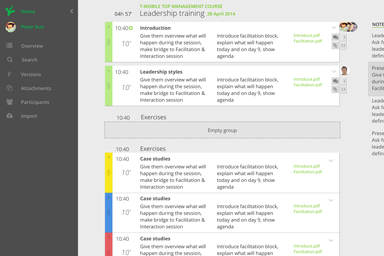 Home
Peter Kurr
Overview
Search
Versions
Attachments
Participants
Import
T-MOBILE TOP MANAGEMENT COURSE
04h 57' Leadership training 28 April 2014
10:40
Introduction
10'
Give them overview what will
happen during the session,
make bridge to Facilitation &
Interaction session
Introduce facilitation block,
explain what will happen
today and on day 9, show
agenda
Introduce.pdf
Facilitation.pdf
10:40
Leadership styles
10'
Give them overview what will
happen during the session,
make bridge to Facilitation &
Interaction session
Introduce facilitation block,
explain what will happen
today and on day 9, show
agenda
Introduce.pdf
Facilitation.pdf
10:40 Exercises
Empty group
10:40 Exercises
10:40
Case studies
10'
Give them overview what will
happen during the session,
make bridge to Facilitation &
Interaction session
Introduce facilitation block,
explain what will happen
today and on day 9, show
agenda
Introduce.pdf
Facilitation.pdf
10:40
Case studies
10'
Give them overview what will
happen during the session,
make bridge to Facilitation &
Interaction session
Introduce facilitation block,
explain what will happen
today and on day 9, show
agenda
Introduce.pdf
Facilitation.pdf
10:40
Case studies
10'
Give them overview what will
happen during the session,
make bridge to Facilitation &
Introduce facilitation block,
explain what will happen
today and on day 9, show
Introduce.pdf
Facilitation.pdf
NOTE
Leade
Ask f
leade
defin
Prese
Give t
durin
Facilit
Leade
Ask f
leade
defin
Prese
Ask f
leade
defin